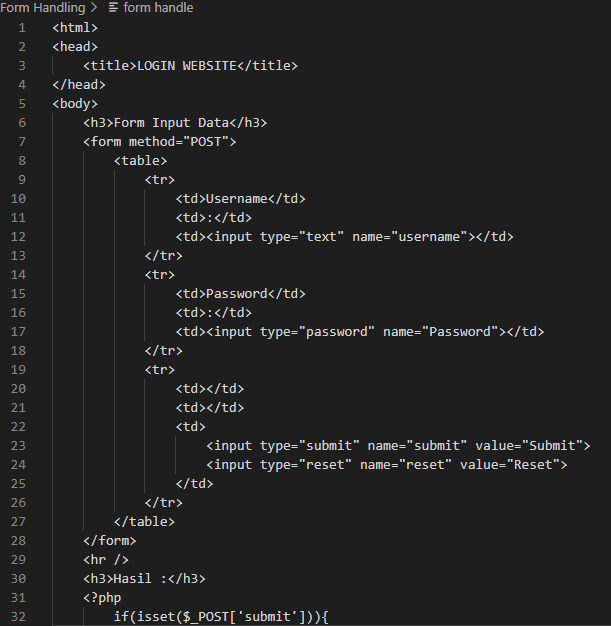 Form Handling > form handle
1 <html>
2 <head>
3 <title>LOGIN WEBSITE</title>
4 </head>
5 <body>
6 <h3>Form Input Data</h3>
7 <form method="POST">
8 <table>
9 <tr>
10 <td>Username</td>
11 <td>:</td>
12 <td><input type="text" name="username"></td>
13 </tr>
14 <tr>
15 <td>Password</td>
16 <td>:</td>
17 <td><input type="password" name="Password"></td>
18 </tr>
19 <tr>
20 <td></td>
21 <td></td>
22 <td>
23 <input type="submit" name="submit" value="Submit">
24 <input type="reset" name="reset" value="Reset">
25 </td>
26 </tr>
27 </table>
28 </form>
29 <hr />
30 <h3>Hasil :</h3>
31 <?php
32 if(isset($_POST['submit'])){